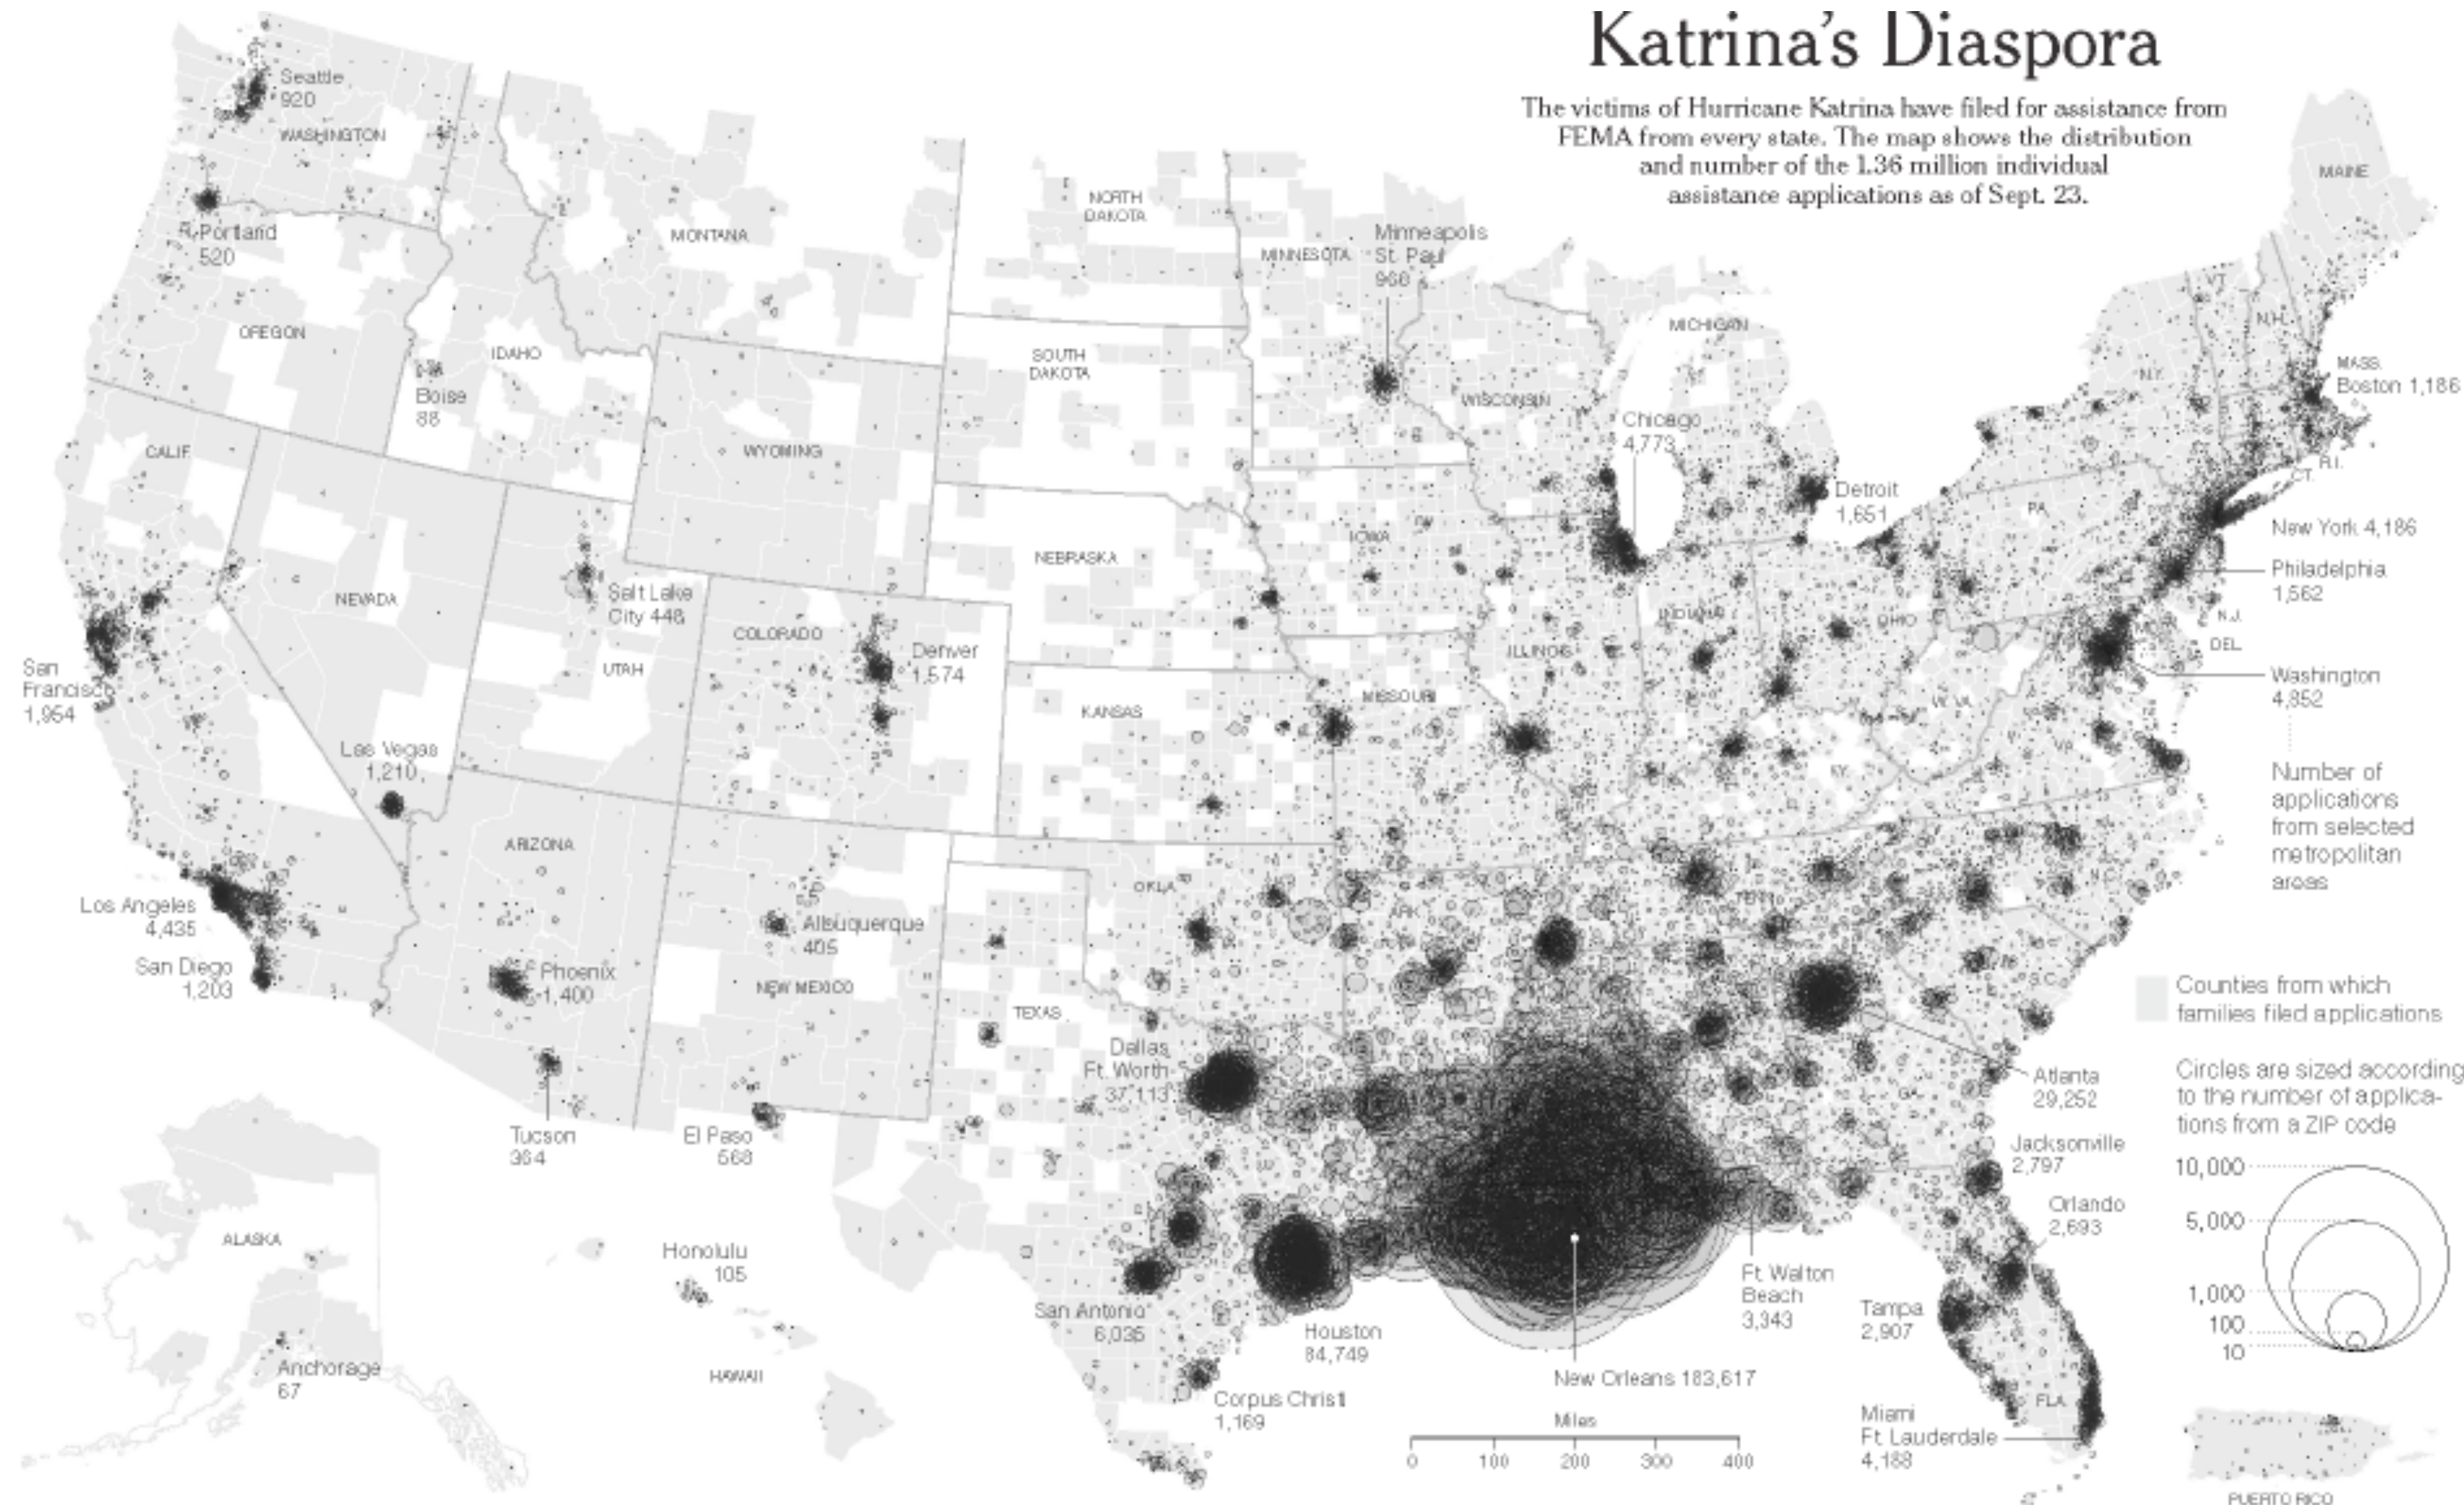 Katrina's Diaspora
The victims of Hurricane Katrina have filed for assistance from
FEMA from every state. The map shows the distribution
and number of the 1.36 million individual
assistance applications as of Sept. 23.
Seattle
920
WASHINGTON
Portland
520
OREGON
MONTANA
IDAHO
Boise
88
NORTH
DAKOTA
SOUTH
DAKOTA
MINNESOTA
Minneapolis
St. Paul
966
WISCONSIN
MICHIGAN
Chicago
4,773
Detroit
1,651
MAINE
VT.
N.H.
MASS.
Boston 1,186
N.Y.
R.I.
CT.
New York 4,186
PA.
Philadelphia
1,562
N.J.
DEL.
Washington
4,852
Number of
applications
from selected
metropolitan
areas
CALIF.
WYOMING
NEBRASKA
IOWA
NEVADA
Salt Lake
City 448
UTAH
COLORADO
Denver
1,574
KANSAS
MISSOURI
ILLINOIS
INDIANA
OHIO
W. VA.
VA.
KY.
San
Francisco
1,954
Las Vegas
1,210
ARIZONA
Los Angeles
4,435
San Diego
1,203
Phoenix
1,400
Tucson
364
Albuquerque
405
NEW MEXICO
El Paso
568
OKLA.
ARK.
TENN.
N.C.
S.C.
GA.
TEXAS
Dallas
Ft. Worth
37,113
Atlanta
29,252
Jacksonville
2,797
Orlando
2,693
Tampa
2,907
FLA.
Miami
Ft. Lauderdale
4,188
Ft. Walton
Beach
3,343
New Orleans 183,617
Houston
84,749
San Antonio
6,035
Corpus Christi
1,169
ALASKA
Anchorage
67
Honolulu
105
HAWAII
Miles
0 100 200 300 400
Counties from which
families filed applications
Circles are sized according
to the number of applica-
tions from a ZIP code
10,000
5,000
1,000
100
10
PUERTO RICO